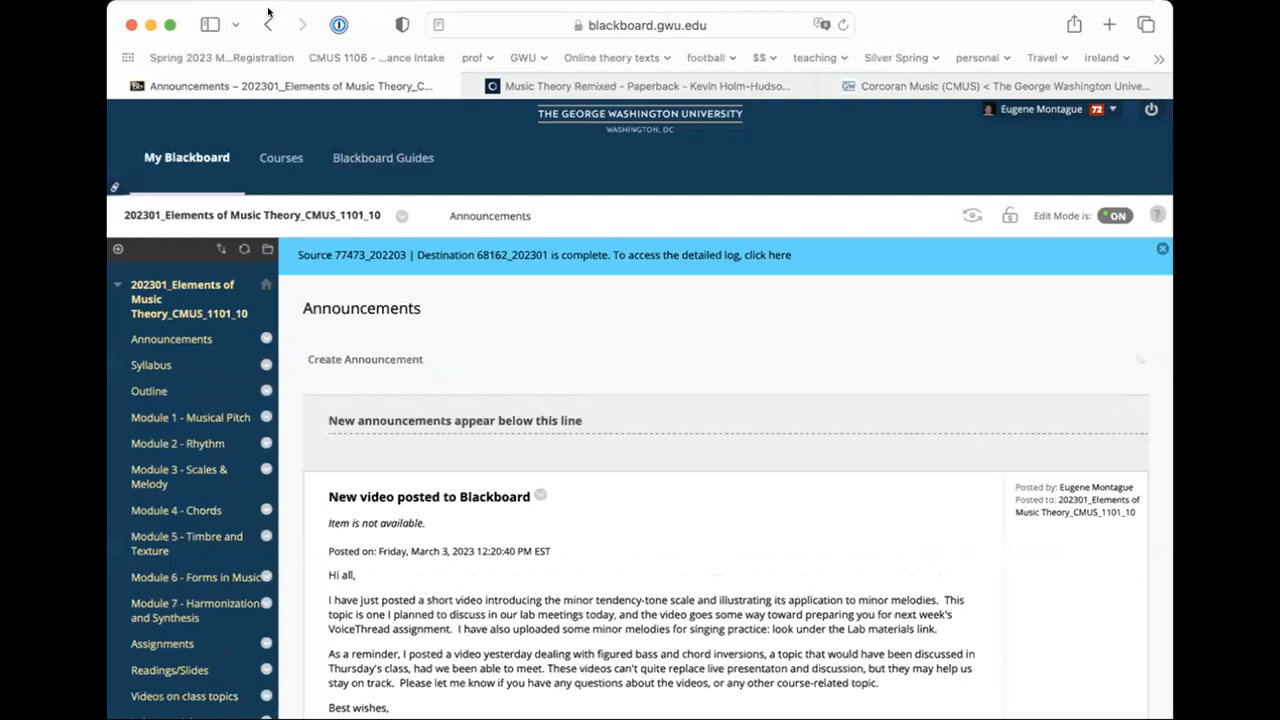 blackboard.gwu.edu
Spring 2023 M...Registration CMUS 1106 - ...ance Intake prof GWU Online theory texts football $$ teaching Silver Spring personal Travel ireland
Bb Announcements – 202301_Elements of Music Theory_C... Music Theory Remixed - Paperback - Kevin Holm-Hudso... GW Corcoran Music (CMUS) < The George Washington Unive...
THE GEORGE WASHINGTON UNIVERSITY
WASHINGTON, DC
Eugene Montague 72
My Blackboard Courses Blackboard Guides
202301_Elements of Music Theory_CMUS_1101_10 Announcements Edit Mode is: ON ?
Source 77473_202203 | Destination 68162_202301 is complete. To access the detailed log, click here
202301_Elements of
Music
Theory_CMUS_1101_10
Announcements
Syllabus
Outline
Module 1 - Musical Pitch
Module 2 - Rhythm
Module 3 - Scales &
Melody
Module 4 - Chords
Module 5 - Timbre and
Texture
Module 6 - Forms in Music
Module 7 - Harmonization
and Synthesis
Assignments
Readings/Slides
Videos on class topics
Announcements
Create Announcement
New announcements appear below this line
New video posted to Blackboard
Item is not available.
Posted on: Friday, March 3, 2023 12:20:40 PM EST
Hi all,
I have just posted a short video introducing the minor tendency-tone scale and illustrating its application to minor melodies. This
topic is one I planned to discuss in our lab meetings today, and the video goes some way toward preparing you for next week's
VoiceThread assignment. I have also uploaded some minor melodies for singing practice: look under the Lab materials link.
As a reminder, I posted a video yesterday dealing with figured bass and chord inversions, a topic that would have been discussed in
Thursday's class, had we been able to meet. These videos can't quite replace live presentaton and discussion, but they may help us
stay on track. Please let me know if you have any questions about the videos, or any other course-related topic.
Best wishes,
Posted by: Eugene Montague
Posted to: 202301_Elements of
Music Theory_CMUS_1101_10